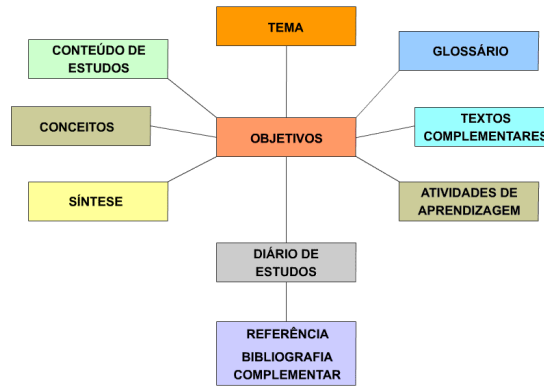 TEMA
CONTEÚDO DE
ESTUDOS
GLOSSÁRIO
CONCEITOS
OBJETIVOS
TEXTOS
COMPLEMENTARES
SÍNTESE
ATIVIDADES DE
APRENDIZAGEM
DIÁRIO DE
ESTUDOS
REFERÊNCIA
BIBLIOGRAFIA
COMPLEMENTAR